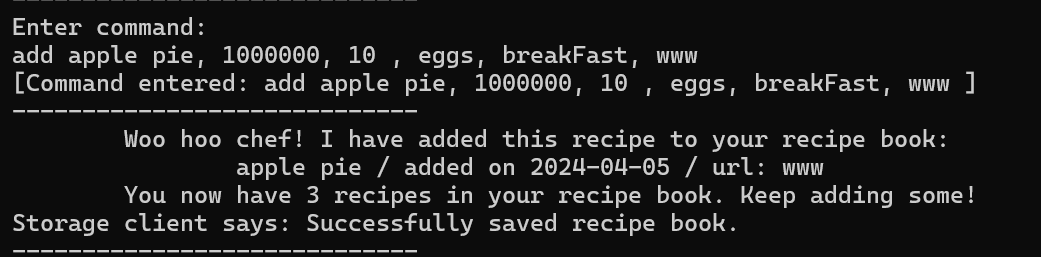 ------------------------------
Enter command:
add apple pie, 1000000, 10 , eggs, breakFast, www
[Command entered: add apple pie, 1000000, 10 , eggs, breakFast, www ]
------------------------------
Woo hoo chef! I have added this recipe to your recipe book:
apple pie / added on 2024-04-05 / url: www
You now have 3 recipes in your recipe book. Keep adding some!
Storage client says: Successfully saved recipe book.
------------------------------